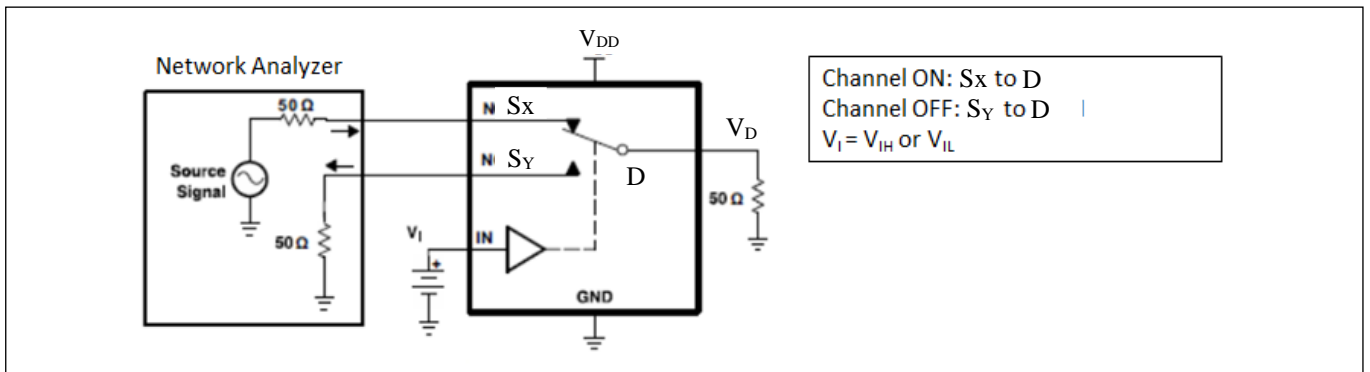 V_DD
Network Analyzer
50 Ω
N Sx
V_D
Source
Signal
N S_Y
D
50 Ω
50 Ω
V_I
IN
+
GND
Channel ON: Sx to D
Channel OFF: S_Y to D
V_I = V_IH or V_IL